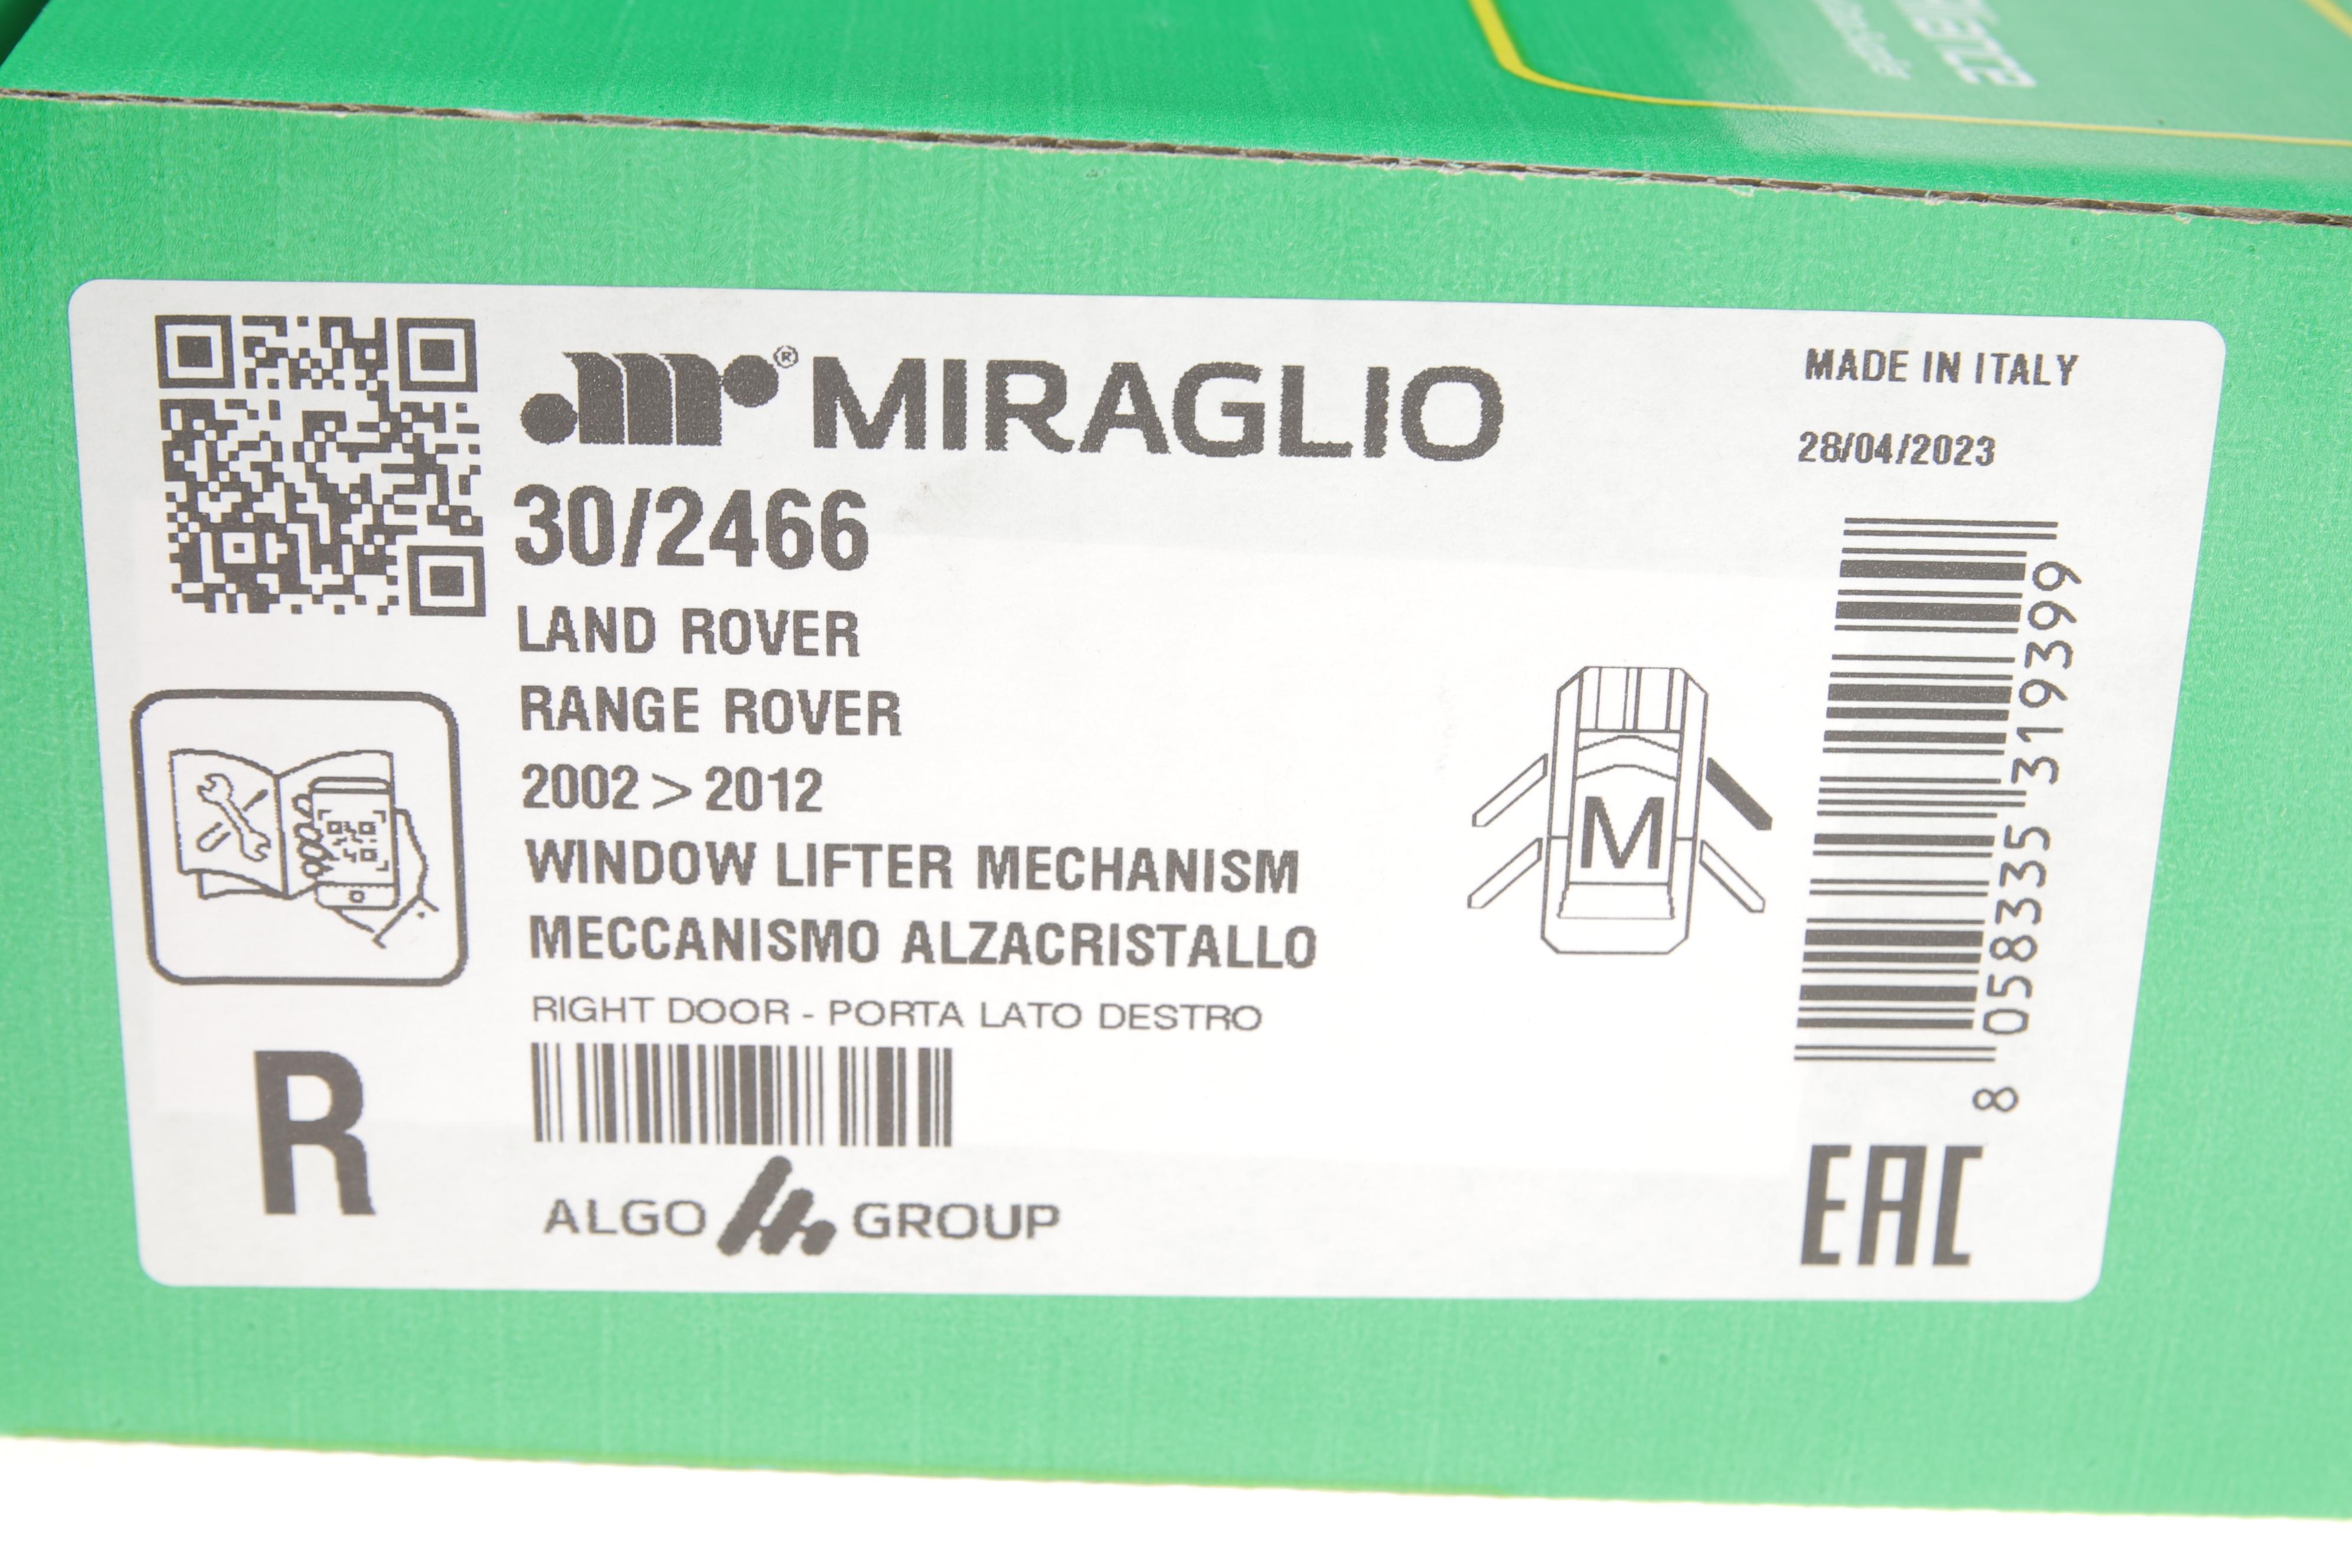 MIRAGLIO
30/2466
LAND ROVER
RANGE ROVER
2002 > 2012
WINDOW LIFTER MECHANISM
MECCANISMO ALZACRISTALLO
RIGHT DOOR - PORTA LATO DESTRO
R
ALGO GROUP
MADE IN ITALY
28/04/2023
M
8 058335 319399
EAC